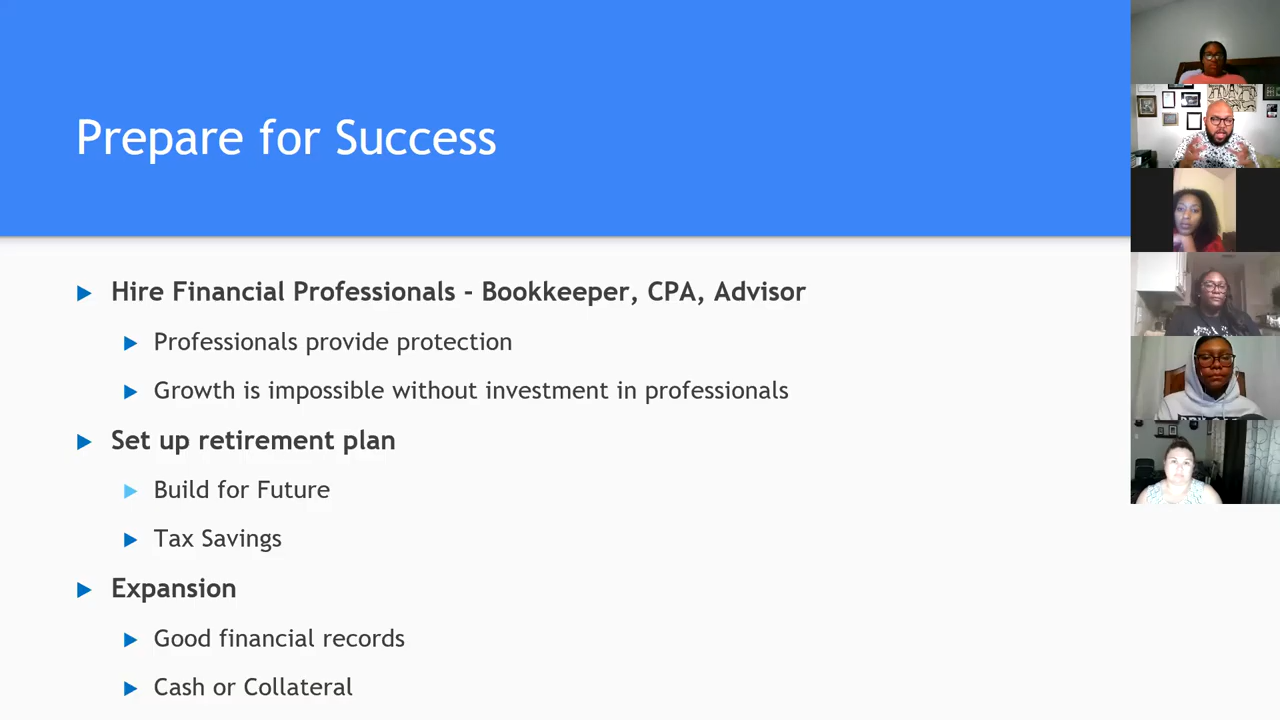 Prepare for Success
Hire Financial Professionals - Bookkeeper, CPA, Advisor
Professionals provide protection
Growth is impossible without investment in professionals
Set up retirement plan
Build for Future
Tax Savings
Expansion
Good financial records
Cash or Collateral